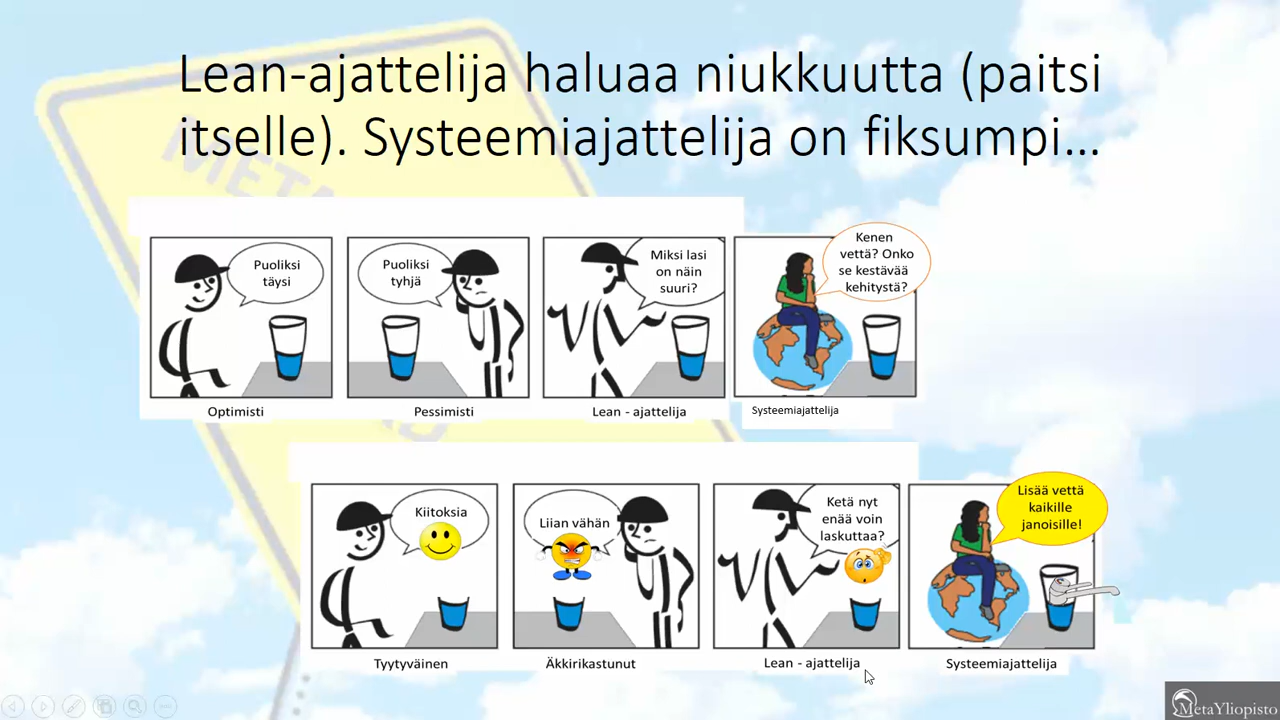 Lean-ajattelija haluaa niukkuutta (paitsi
itselle). Systeemiajattelija on fiksumpi...
META
Puoliksi
täysi
Puoliksi
tyhjä
Miksi lasi
on näin
suuri?
Kenen
vettä? Onko
se kestävää
kehitystä?
Optimisti
Pessimisti
Lean - ajattelija
Systeemiajattelija
Kiitoksia
Liian vähän
Ketä nyt
enää voin
laskuttaa?
Lisää vettä
kaikille
janoisille!
Tyytyväinen
Äkkirikastunut
Lean - ajattelija
Systeemiajattelija
MetaYliopisto